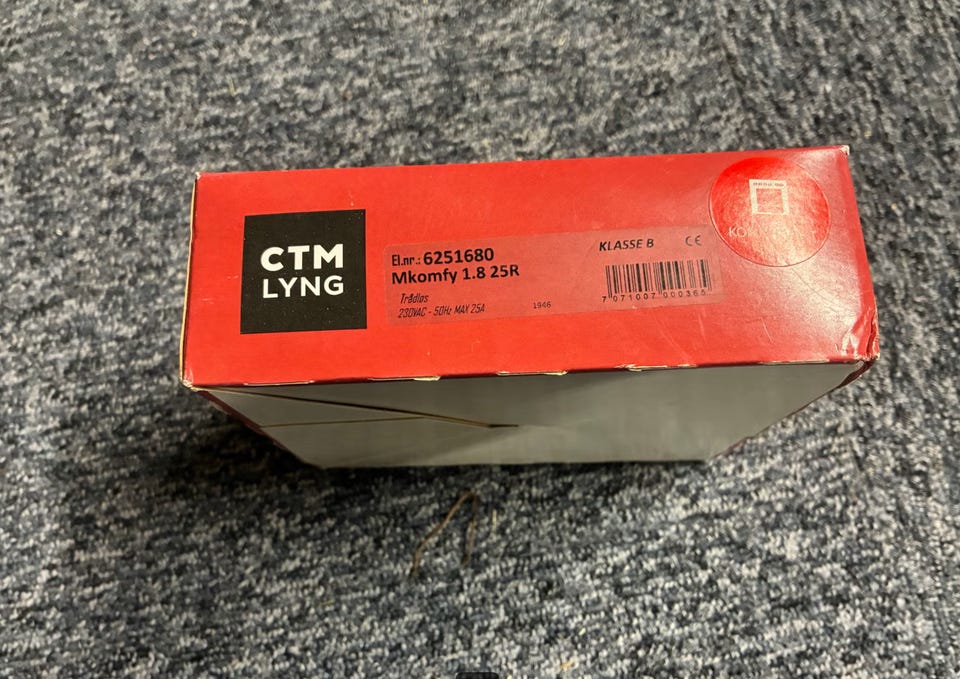 CTM
LYNG
El.nr.: 6251680
Mkomfy 1.8 25R
Trådløs
230VAC - 50Hz MAX 25A
1946
KLASSE B CE
7 071007 000365